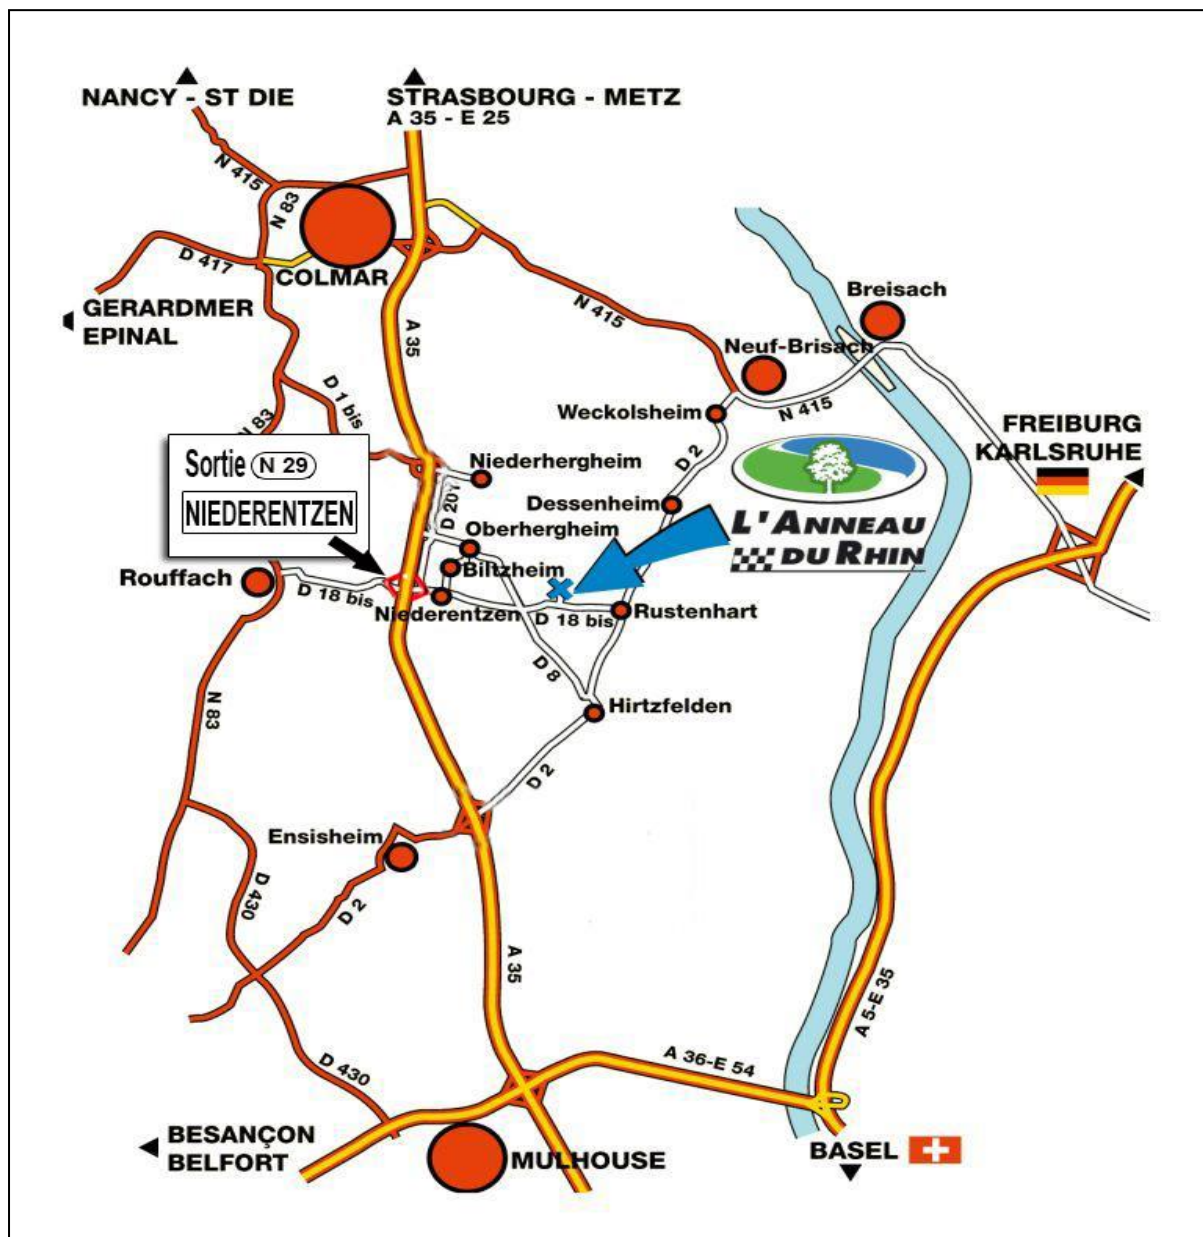 NANCY - ST DIE
STRASBOURG - METZ
A 35 - E 25
N 415
N 83
D 417
COLMAR
GERARDMER
EPINAL
A 35
N 415
Breisach
Neuf-Brisach
D 1 bis
N 83
Weckolsheim
N 415
FREIBURG
KARLSRUHE
Sortie N 29
NIEDERENTZEN
Niederhergheim
D 2
D 201
Dessenheim
L'ANNEAU
DU RHIN
Oberhergheim
Biltzheim
Rouffach
D 18 bis
Niederentzen
D 18 bis
Rustenhart
D 8
N 83
Hirtzfelden
D 2
Ensisheim
D 430
D 2
A 35
A 5-E 35
D 430
A 36-E 54
BESANÇON
BELFORT
MULHOUSE
BASEL